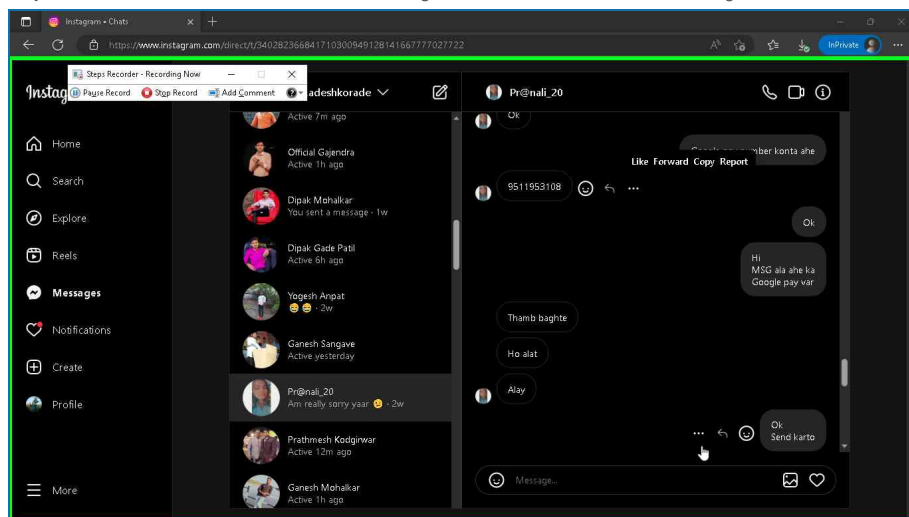 Instagram • Chats
https://www.instagram.com/direct/t/340282366841710300949128141667777027722
InPrivate
Steps Recorder - Recording Now
Pause Record Stop Record Add Comment
Instag
adeshkorade
Home
Search
Explore
Reels
Messages
Notifications
Create
Profile
More
Active 7m ago
Official Gajendra
Active 1h ago
Dipak Mohalkar
You sent a message · 1w
Dipak Gade Patil
Active 6h ago
Yogesh Anpat
😄 😄 · 2w
Ganesh Sangave
Active yesterday
Pr@nali_20
Am really sorry yaar 😉 · 2w
Prathmesh Kodgirwar
Active 12m ago
Ganesh Mohalkar
Active 1h ago
Pr@nali_20
Ok
number konta ahe
Like Forward Copy Report
9511953108
Ok
Hi
MSG ala ahe ka
Google pay var
Thamb baghte
Ho alat
Alay
Ok
Send karto
Message...